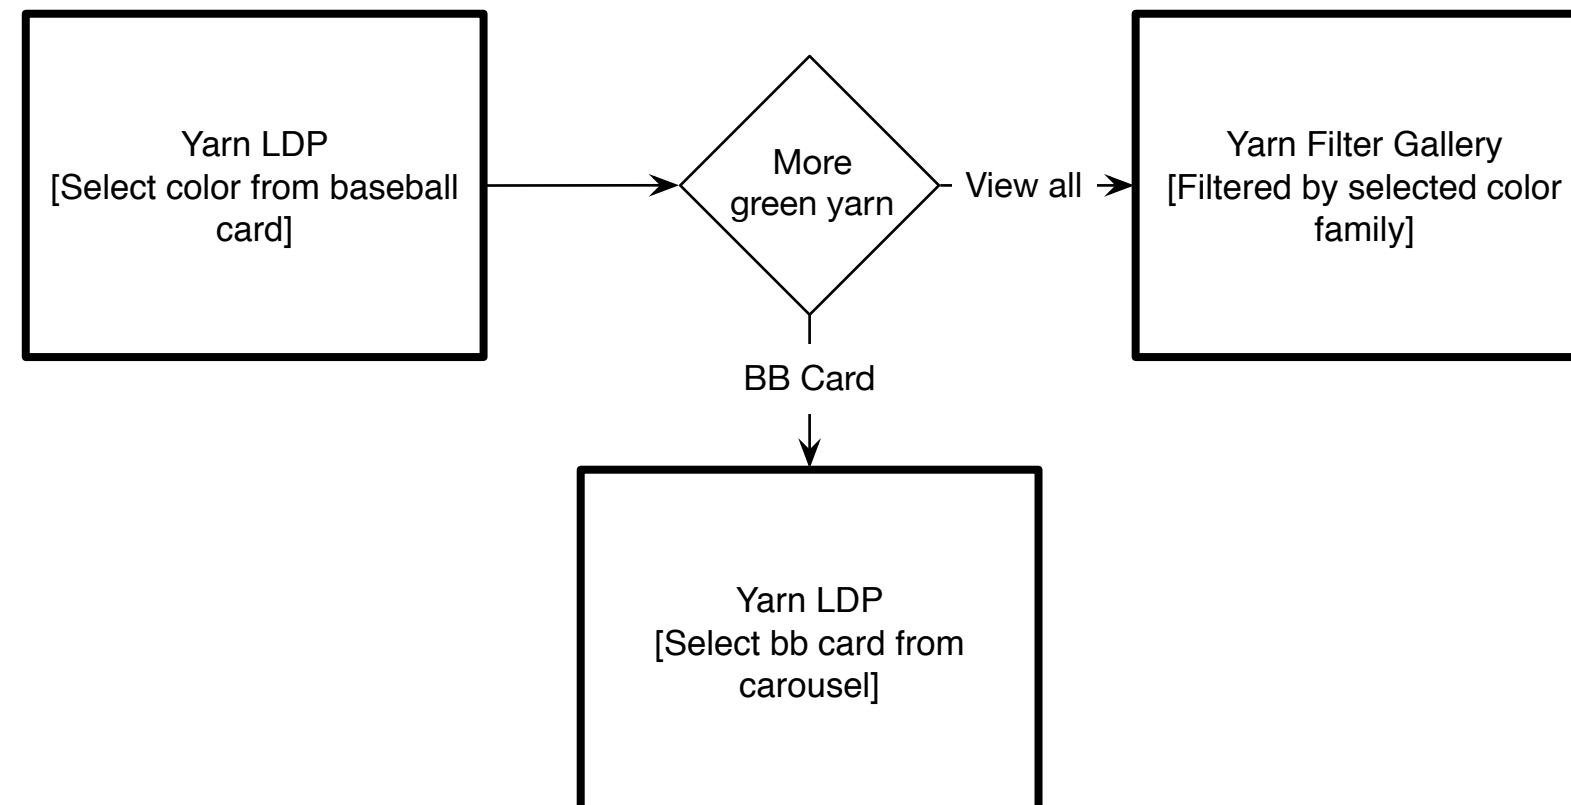 Yarn LDP
[Select color from baseball
card]
More
green yarn
View all
Yarn Filter Gallery
[Filtered by selected color
family]
BB Card
Yarn LDP
[Select bb card from
carousel]